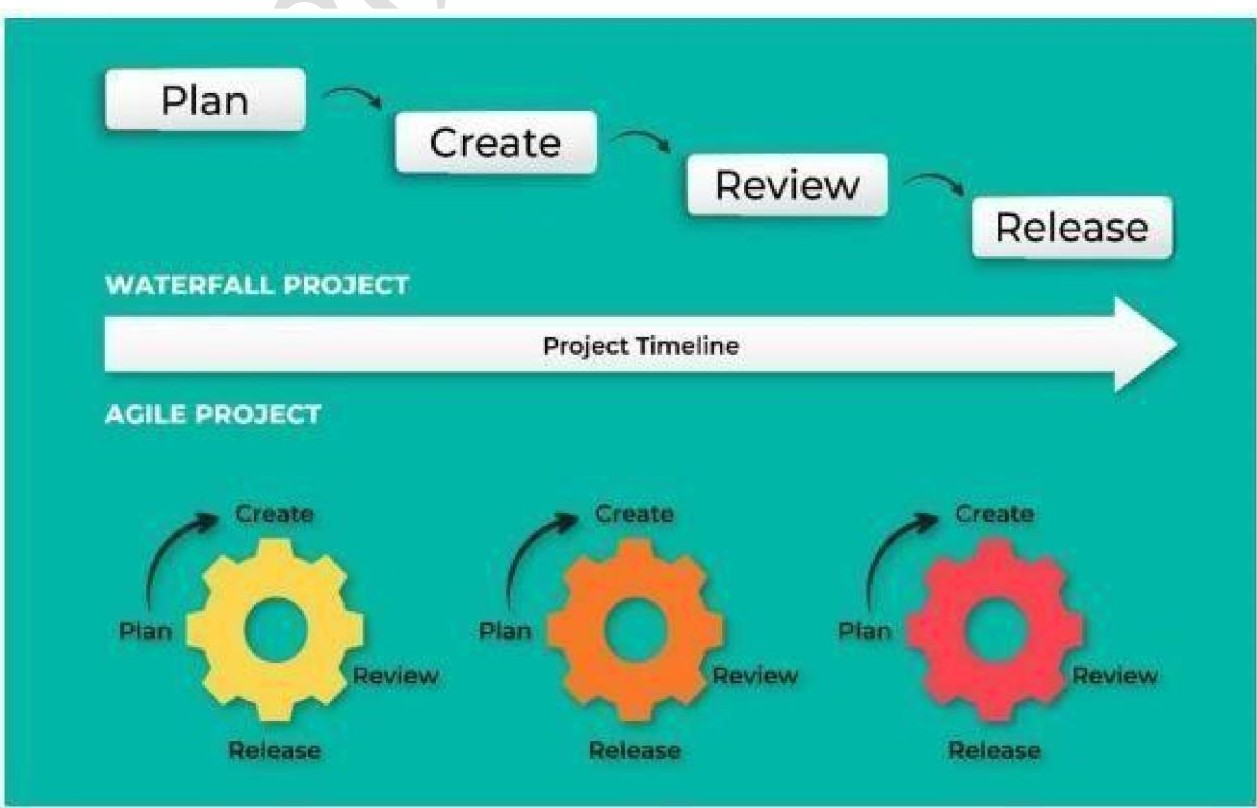 Plan
Create
Review
Release
WATERFALL PROJECT
Project Timeline
AGILE PROJECT
Create
Plan
Review
Release
Create
Plan
Review
Release
Create
Plan
Review
Release